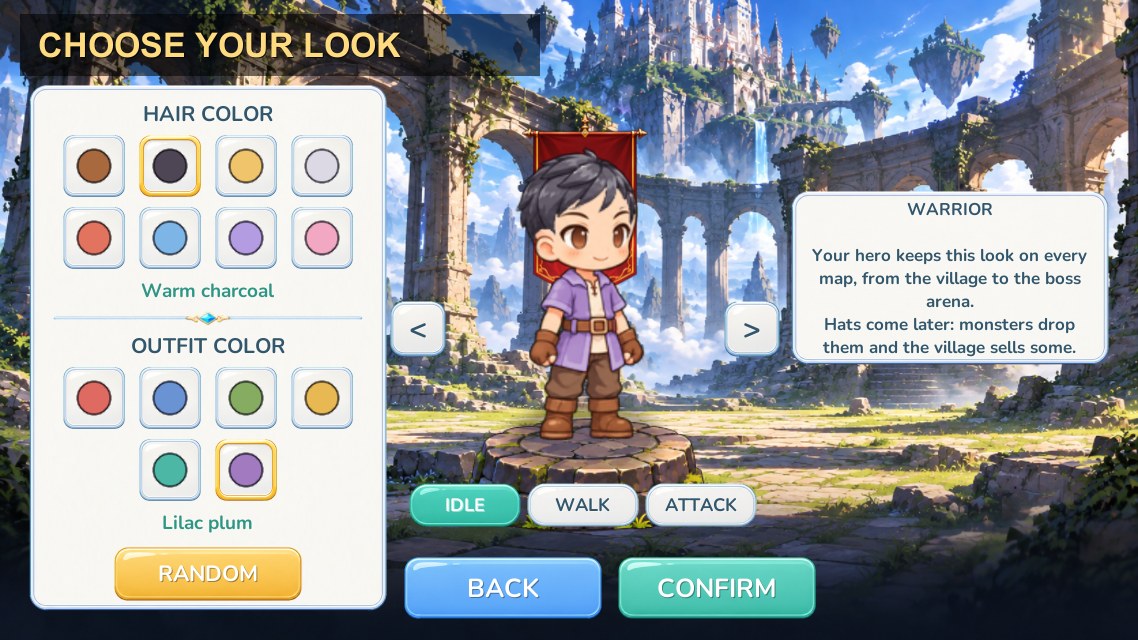 CHOOSE YOUR LOOK
HAIR COLOR
Warm charcoal
OUTFIT COLOR
Lilac plum
RANDOM
<
>
IDLE
WALK
ATTACK
BACK
CONFIRM
WARRIOR
Your hero keeps this look on every
map, from the village to the boss
arena.
Hats come later: monsters drop
them and the village sells some.